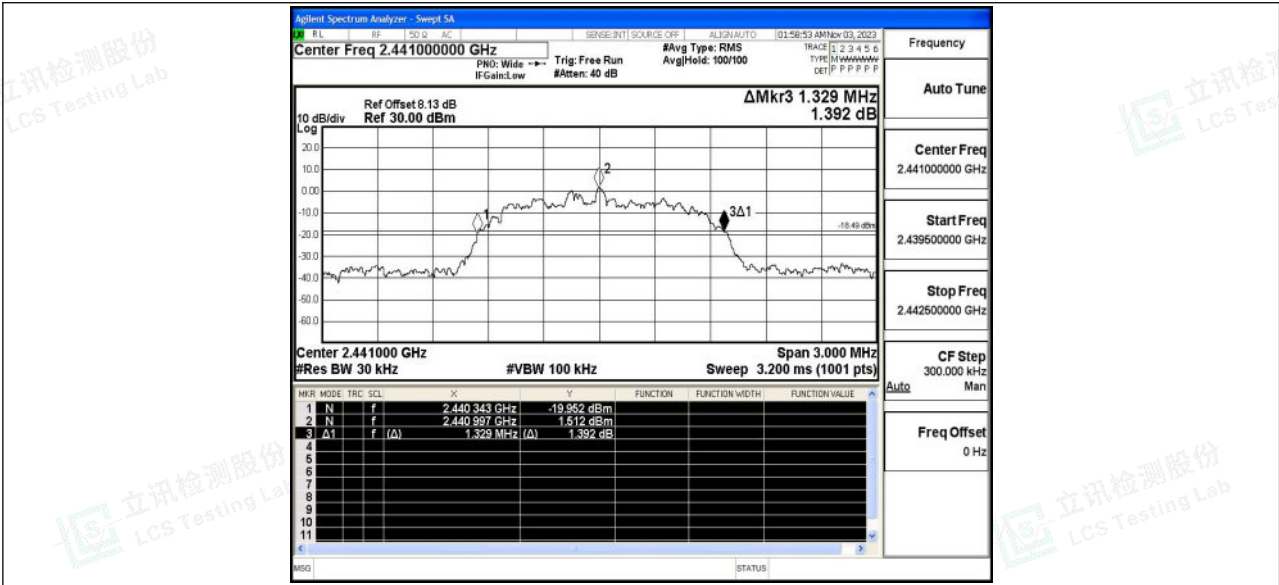 Agilent Spectrum Analyzer - Swept SA
RL RF 50 Ω AC SENSE:INT SOURCE OFF ALIGNAUTO 01:58:53 AM Nov 03, 2023
Center Freq 2.441000000 GHz
PNO: Wide
IFGain:Low
Trig: Free Run
#Atten: 40 dB
#Avg Type: RMS
Avg|Hold: 100/100
TRACE 1 2 3 4 5 6
TYPE MWWWWW
DET P P P P P P
Ref Offset 8.13 dB
Ref 30.00 dBm
10 dB/div
Log
ΔMkr3 1.329 MHz
1.392 dB
20.0
10.0
0.00
-10.0
-20.0
-30.0
-40.0
-50.0
-60.0
1
2
3Δ1
-18.49 dBm
Center 2.441000 GHz
#Res BW 30 kHz
#VBW 100 kHz
Span 3.000 MHz
Sweep 3.200 ms (1001 pts)
MKR MODE TRC SCL X Y FUNCTION FUNCTION WIDTH FUNCTION VALUE
1 N f 2.440 343 GHz -19.952 dBm
2 N f 2.440 997 GHz 1.512 dBm
3 Δ1 f (Δ) 1.329 MHz (Δ) 1.392 dB
4
5
6
7
8
9
10
11
MSG
STATUS
Frequency
Auto Tune
Center Freq
2.441000000 GHz
Start Freq
2.439500000 GHz
Stop Freq
2.442500000 GHz
CF Step
300.000 kHz
Auto Man
Freq Offset
0 Hz
立讯检测股份
LCS Testing Lab
立讯检测股份
LCS Testing Lab
立讯检测股份
LCS Testing Lab